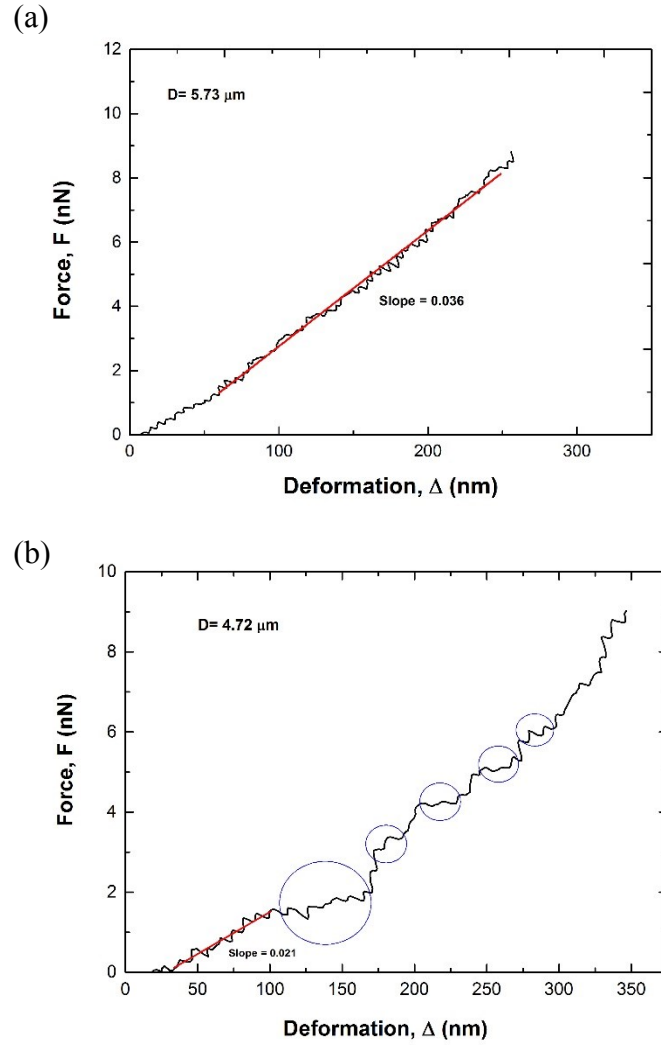 (a)
12
10
8
6
4
2
0
Force, F (nN)
D= 5.73 μm
Slope = 0.036
100
200
300
Deformation, Δ (nm)
(b)
10
8
6
4
2
0
Force, F (nN)
D= 4.72 μm
Slope = 0.021
0
50
100
150
200
250
300
350
Deformation, Δ (nm)